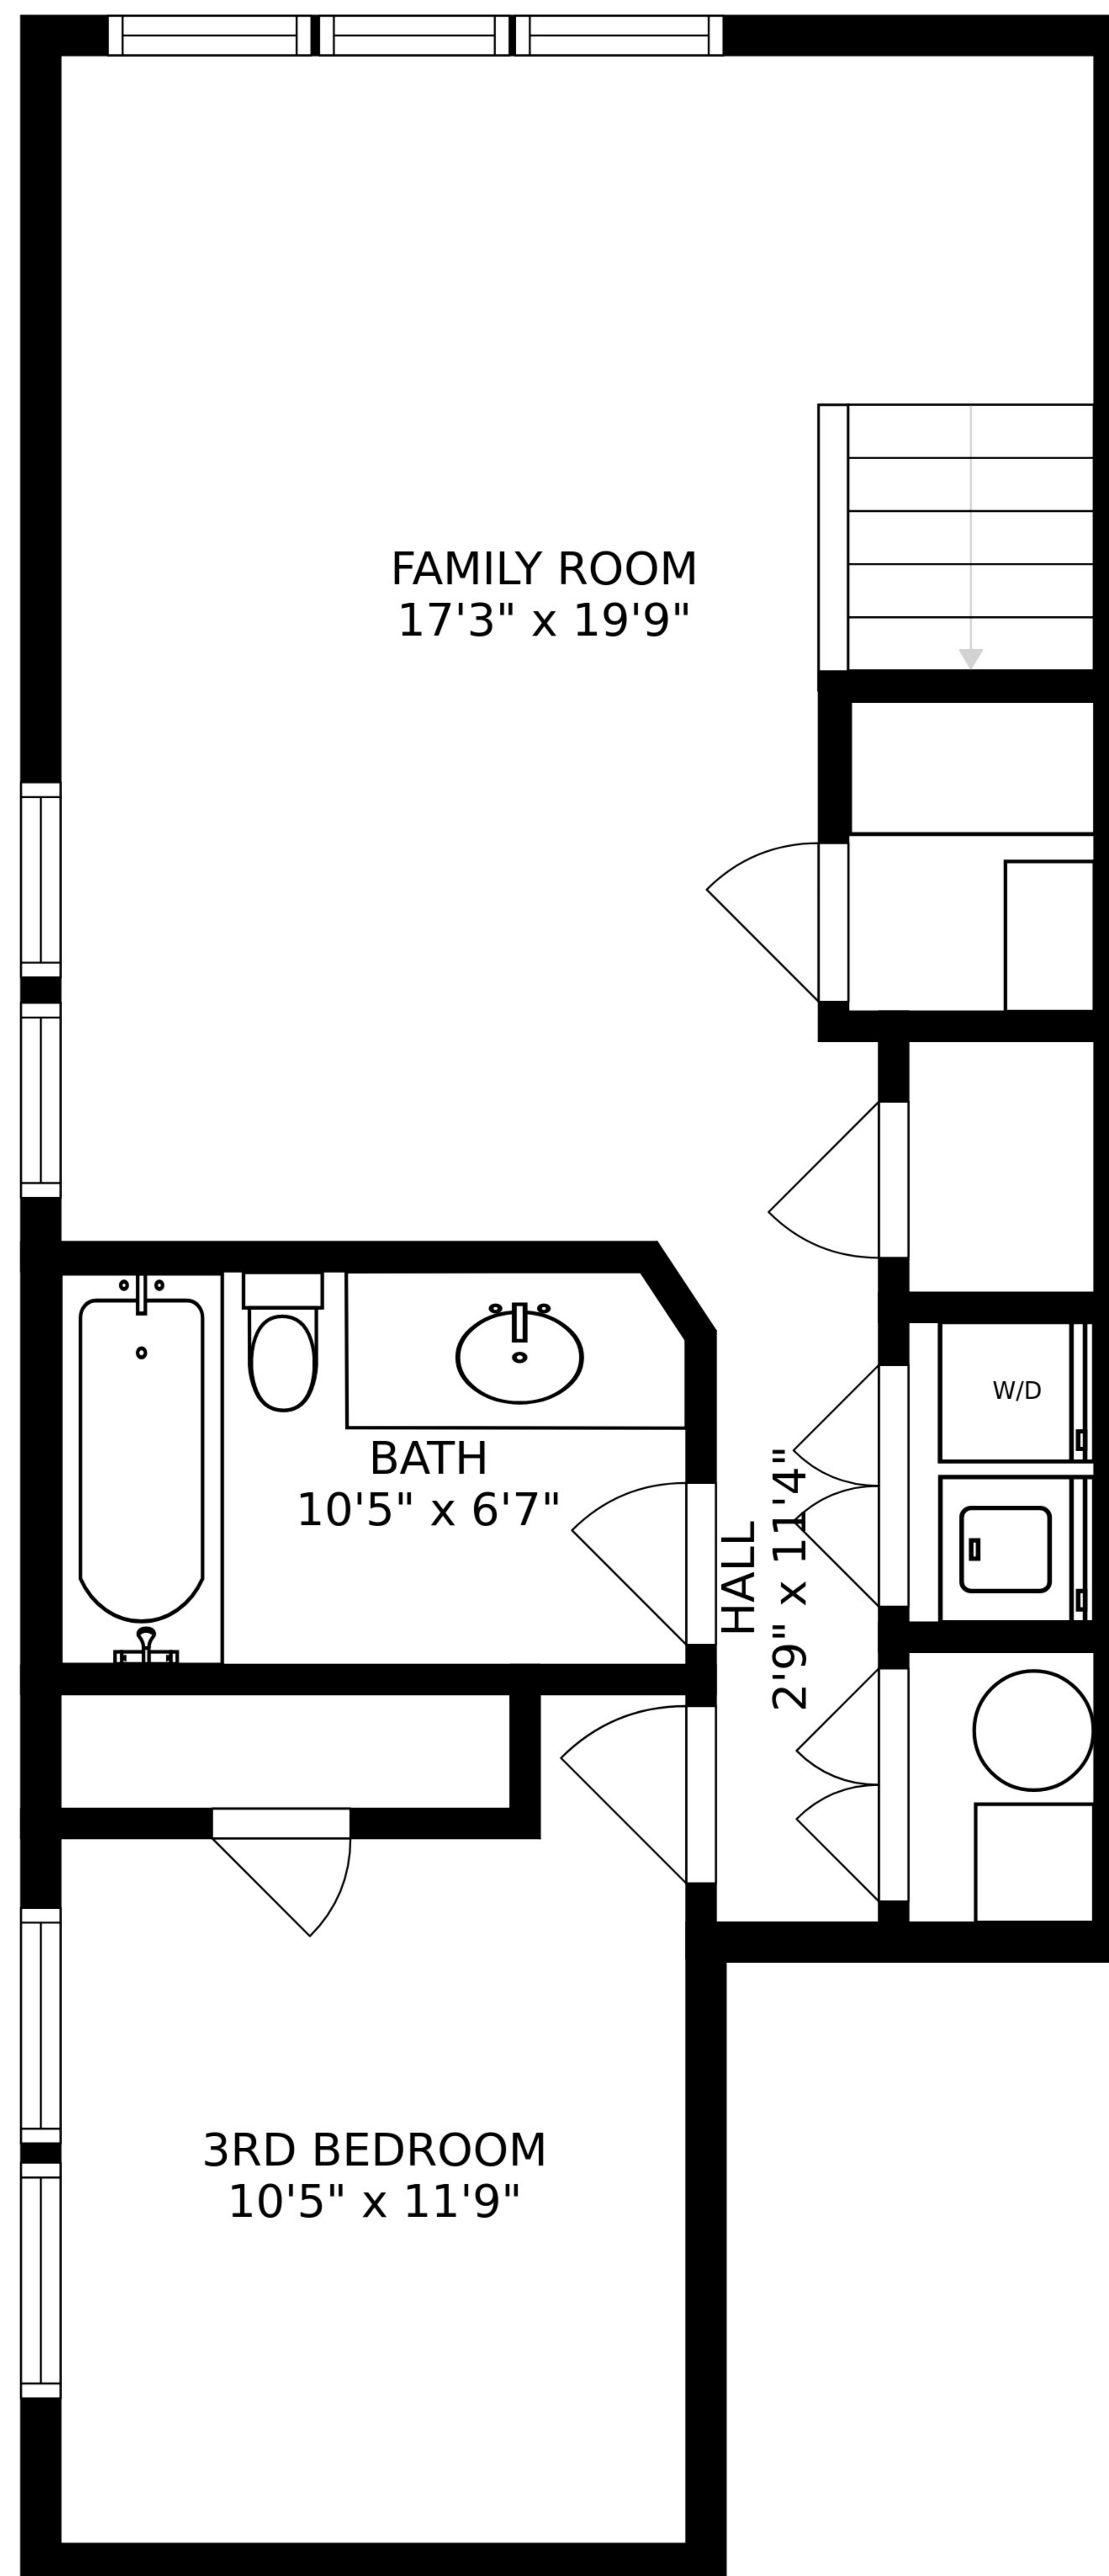 FAMILY ROOM
17'3" x 19'9"
W/D
BATH
10'5" x 6'7"
HALL
2'9" x 11'4"
3RD BEDROOM
10'5" x 11'9"